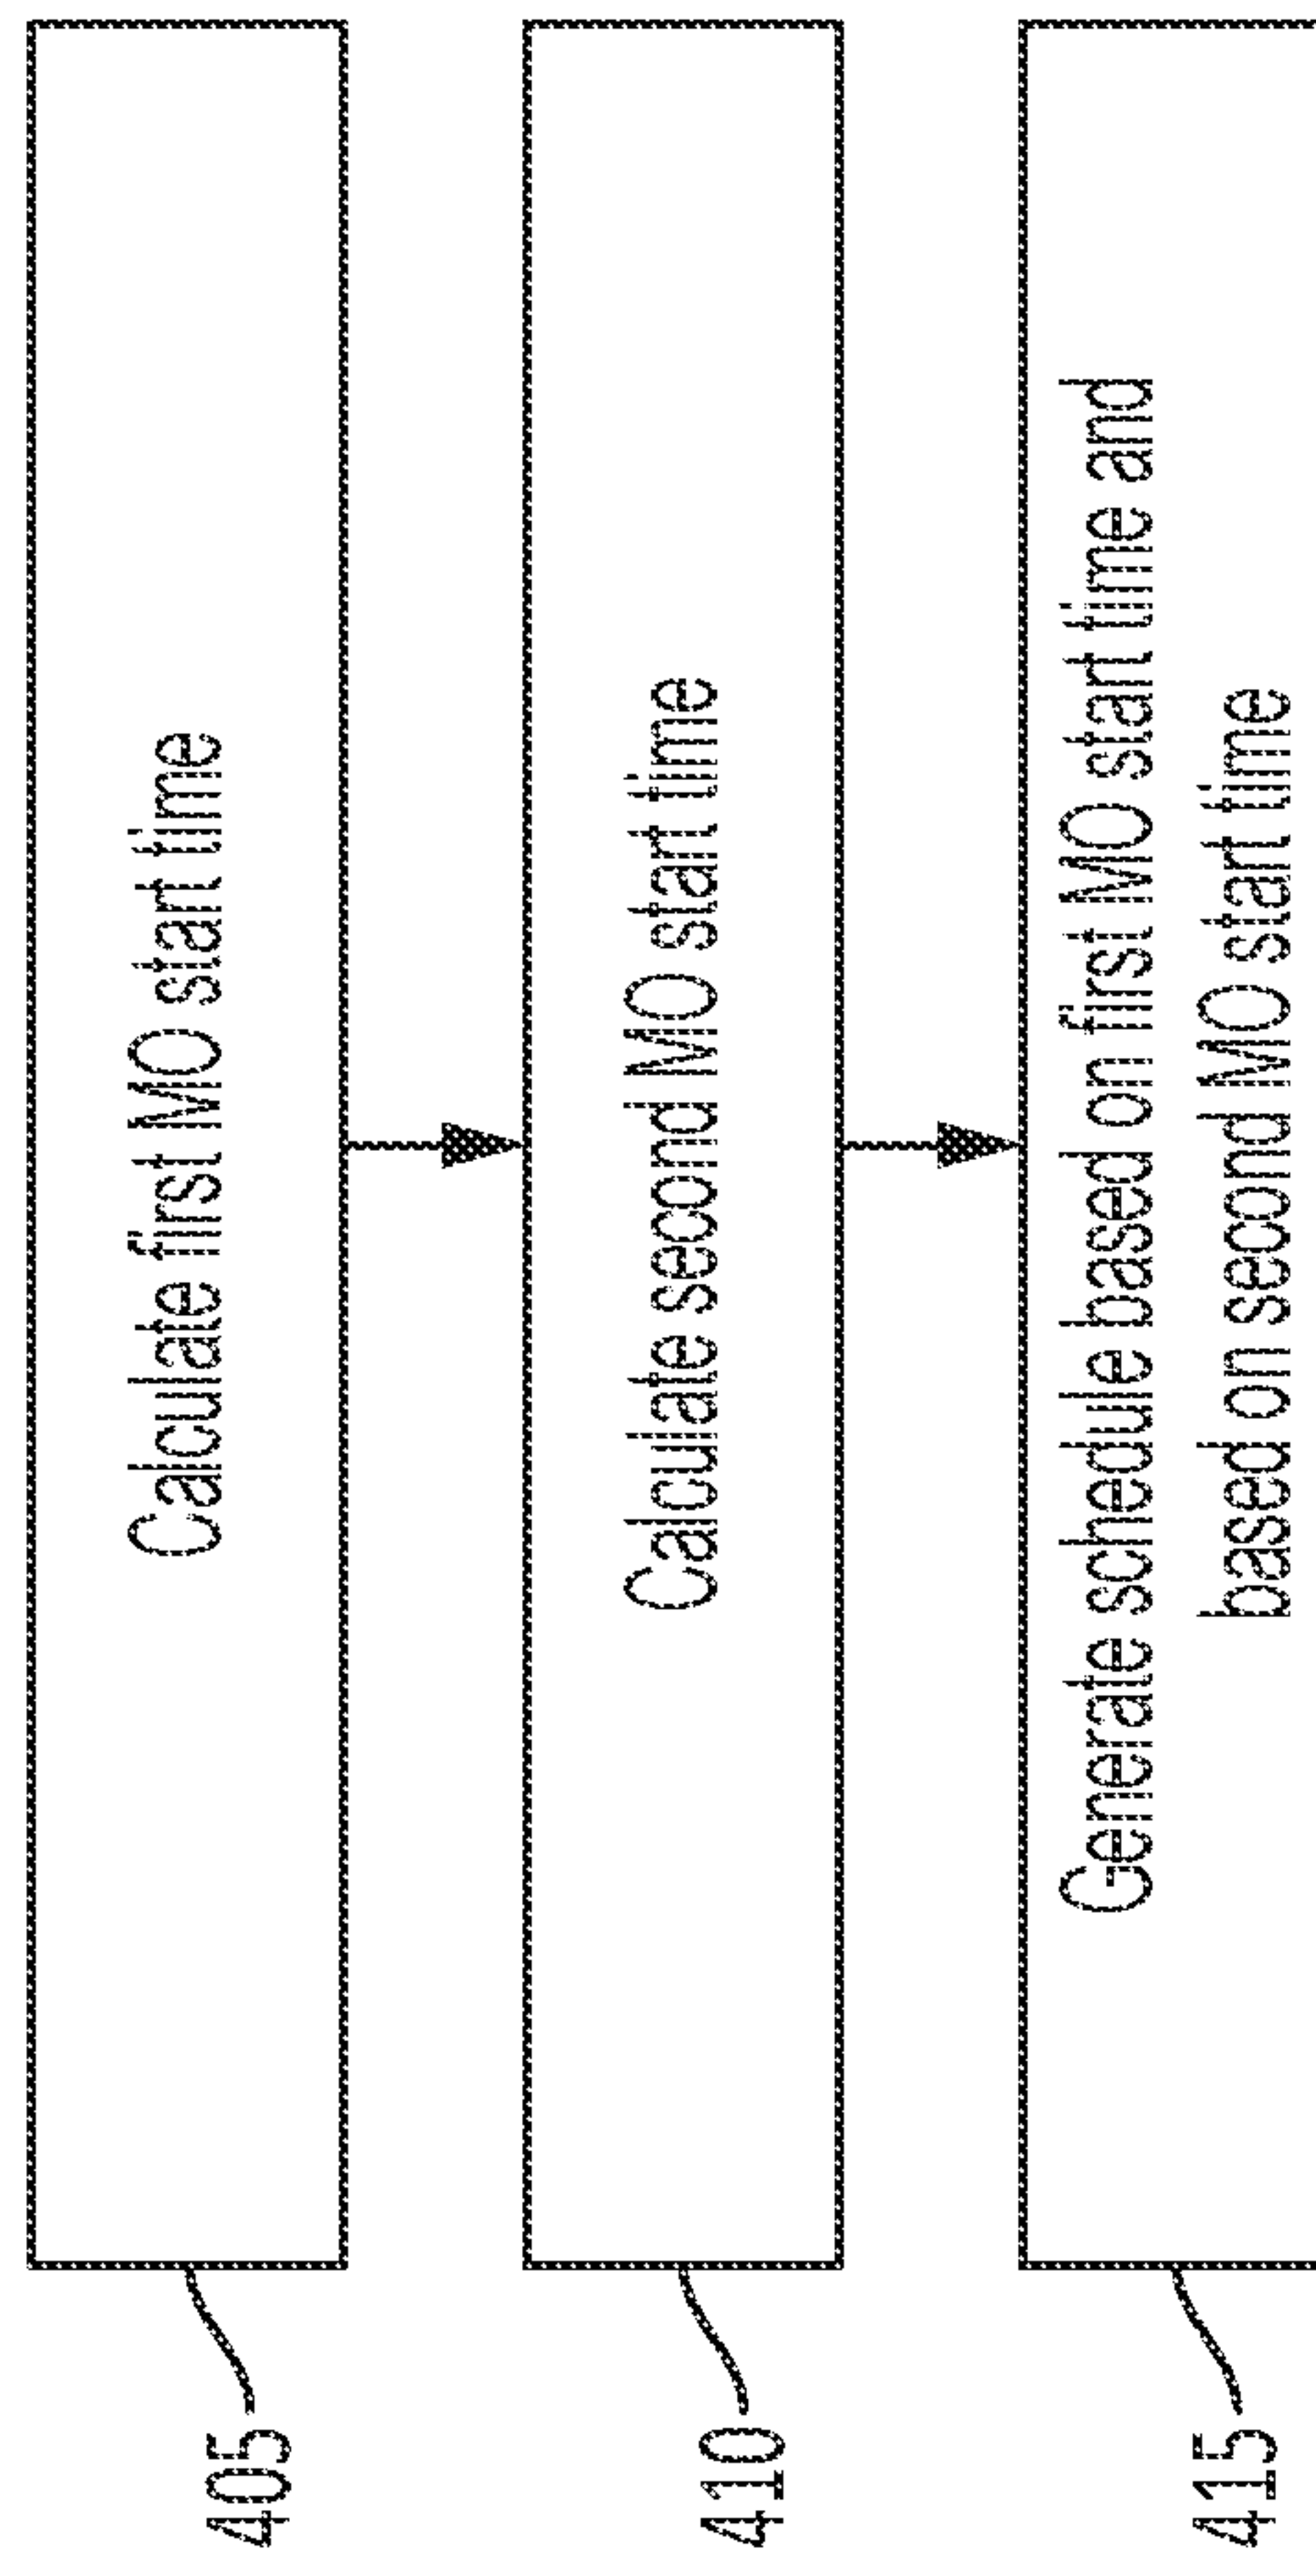 405
Calculate first MO start time
410
Calculate second MO start time
415
Generate schedule based on first MO start time and
based on second MO start time